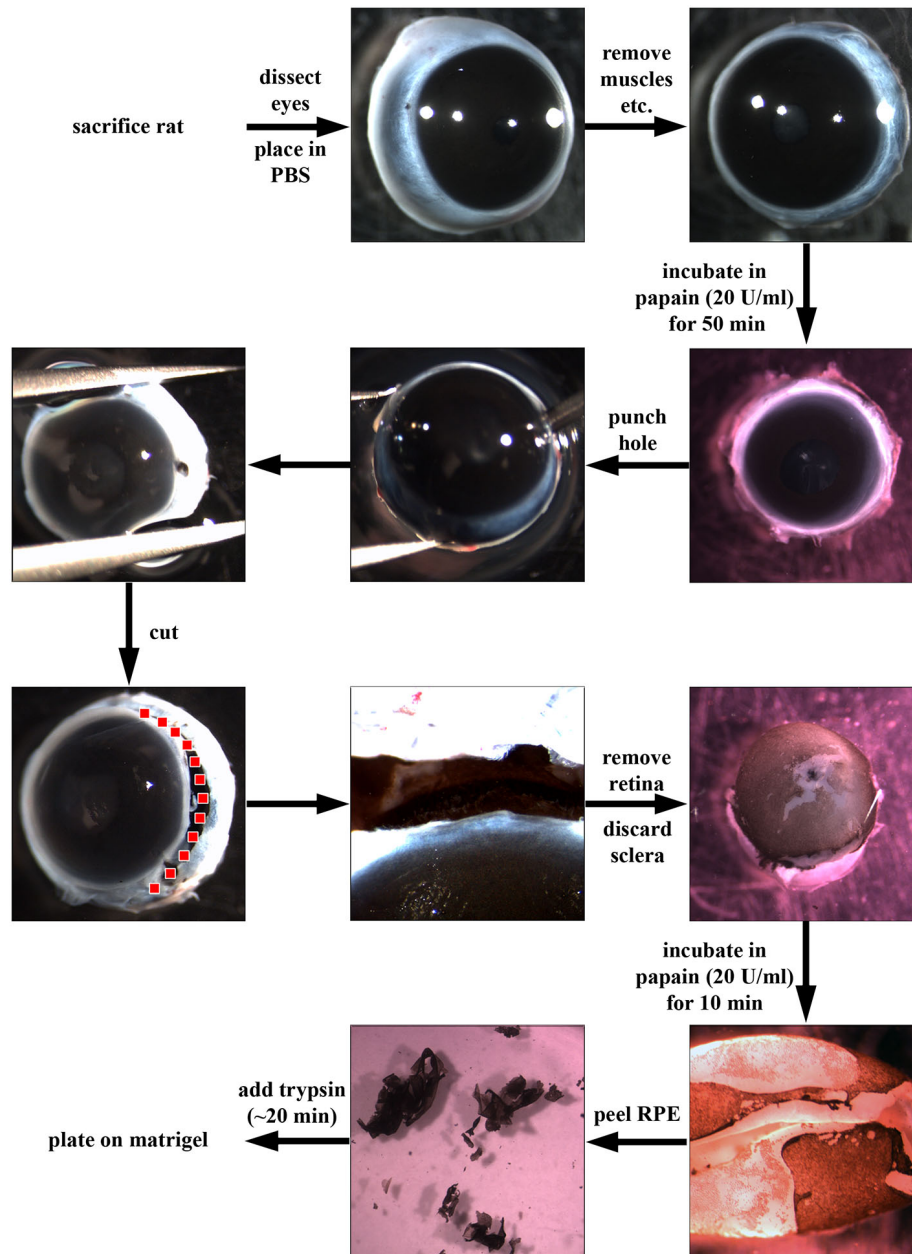 sacrifice rat
dissect
eyes
place in
PBS
remove
muscles
etc.
incubate in
papain (20 U/ml)
for 50 min
punch
hole
cut
remove
retina
discard
sclera
incubate in
papain (20 U/ml)
for 10 min
peel RPE
add trypsin
(~20 min)
plate on matrigel